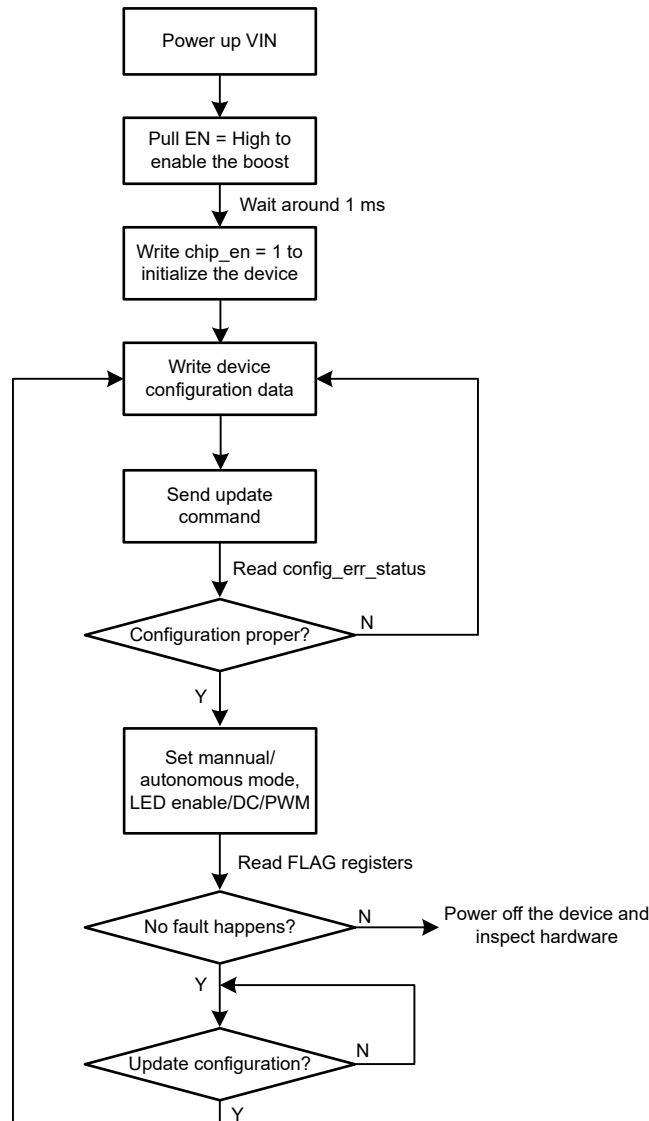 Power up VIN
Pull EN = High to
enable the boost
Wait around 1 ms
Write chip_en = 1 to
initialize the device
Write device
configuration data
Send update
command
Read config_err_status
Configuration proper?
N
Y
Set mannual/
autonomous mode,
LED enable/DC/PWM
Read FLAG registers
No fault happens?
N
Power off the device and
inspect hardware
Y
Update configuration?
N
Y